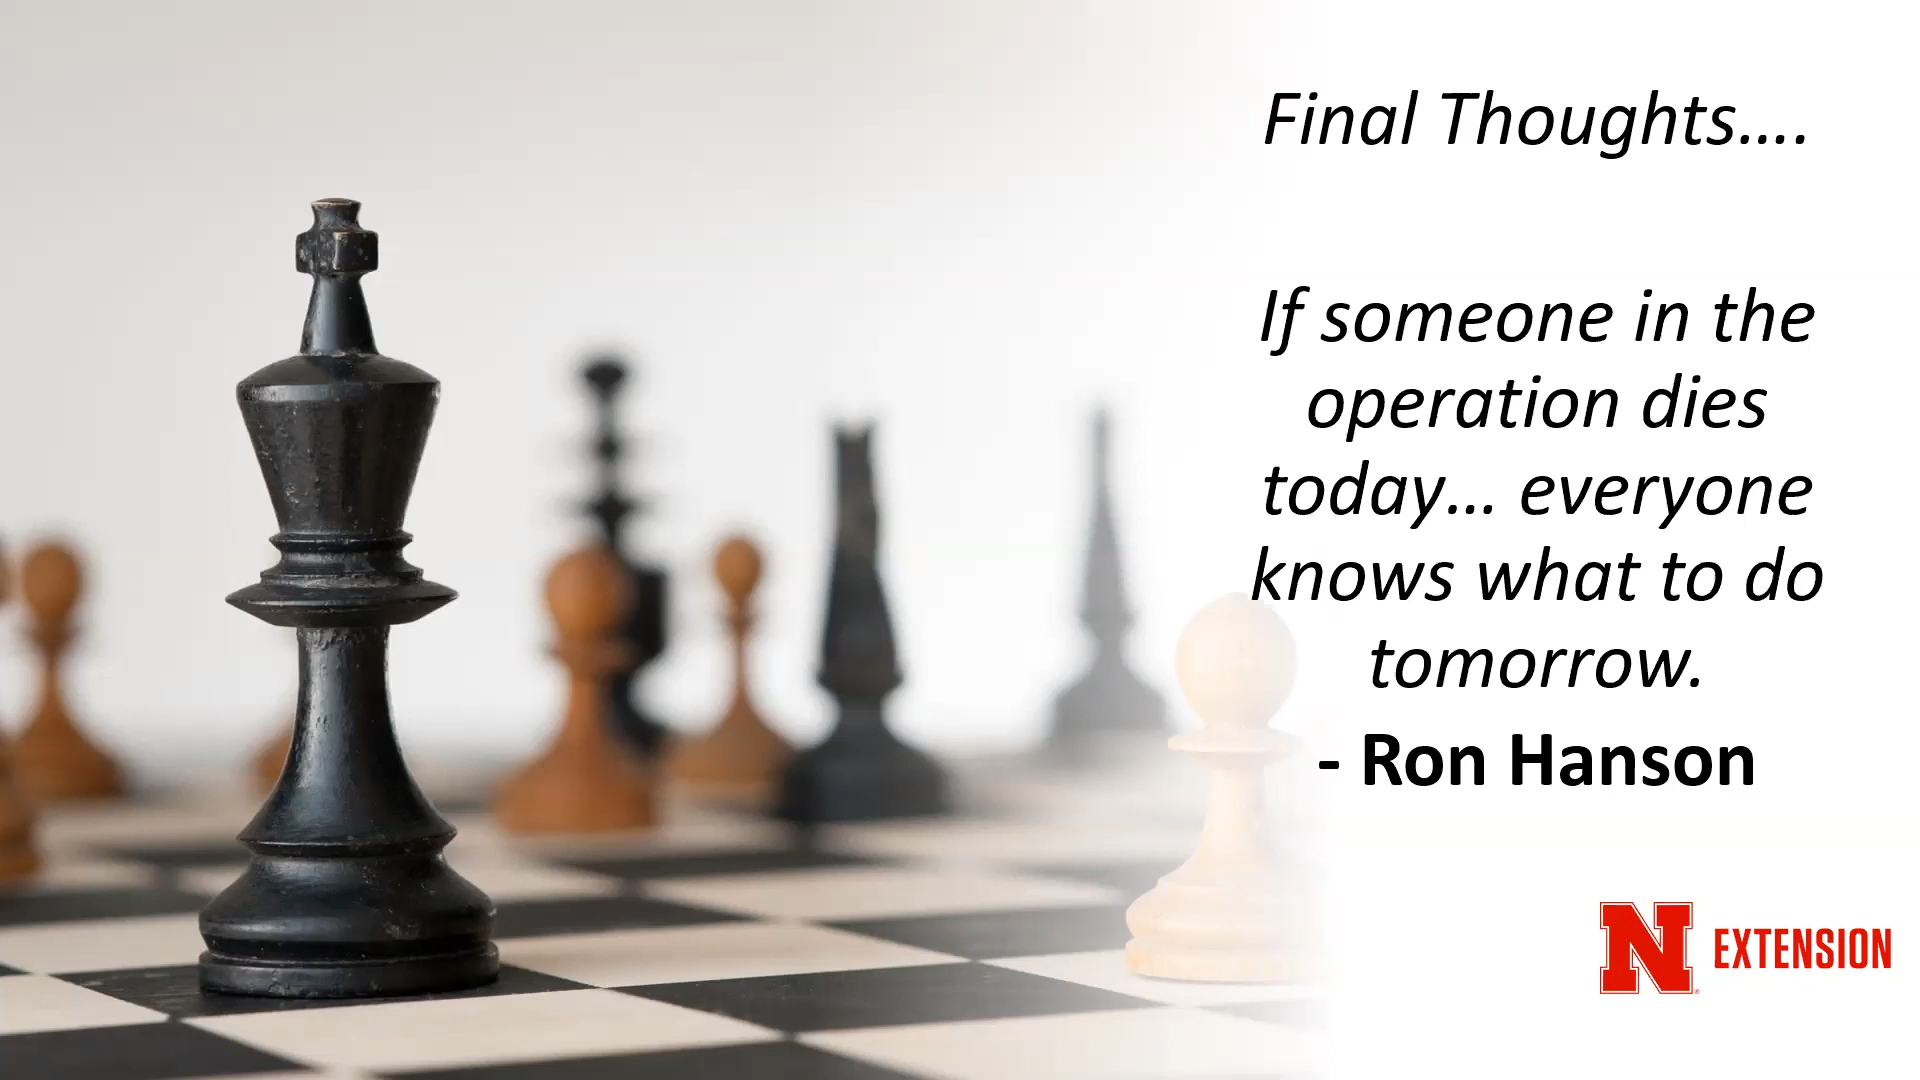 Final Thoughts....
If someone in the
operation dies
today... everyone
knows what to do
tomorrow.
- Ron Hanson
N EXTENSION